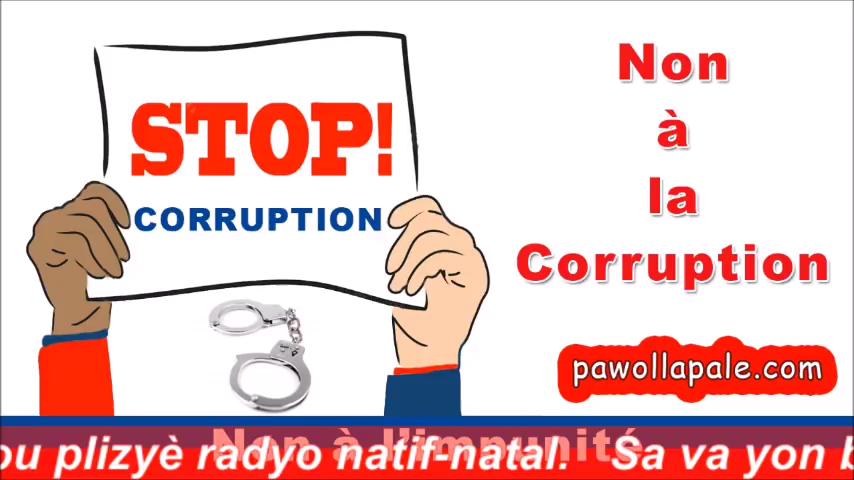 STOP!
CORRUPTION
Non
à
la
Corruption
pawollapale.com
Non à l'impunité
ou plizyè radyo natif-natal. Sa va yon